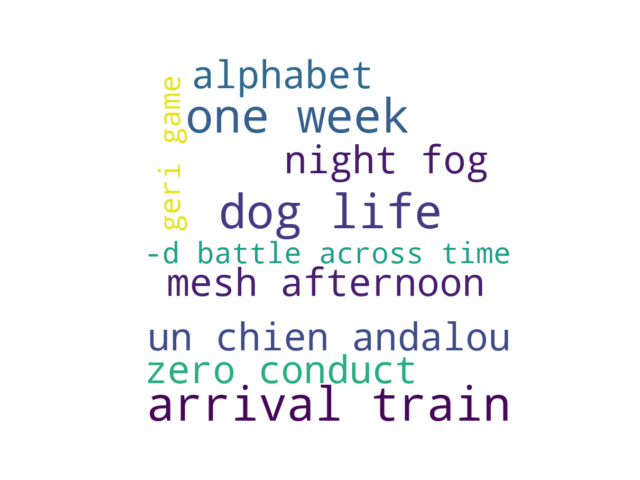 alphabet
one week
geri game
night fog
dog life
-d battle across time
mesh afternoon
un chien andalou
zero conduct
arrival train